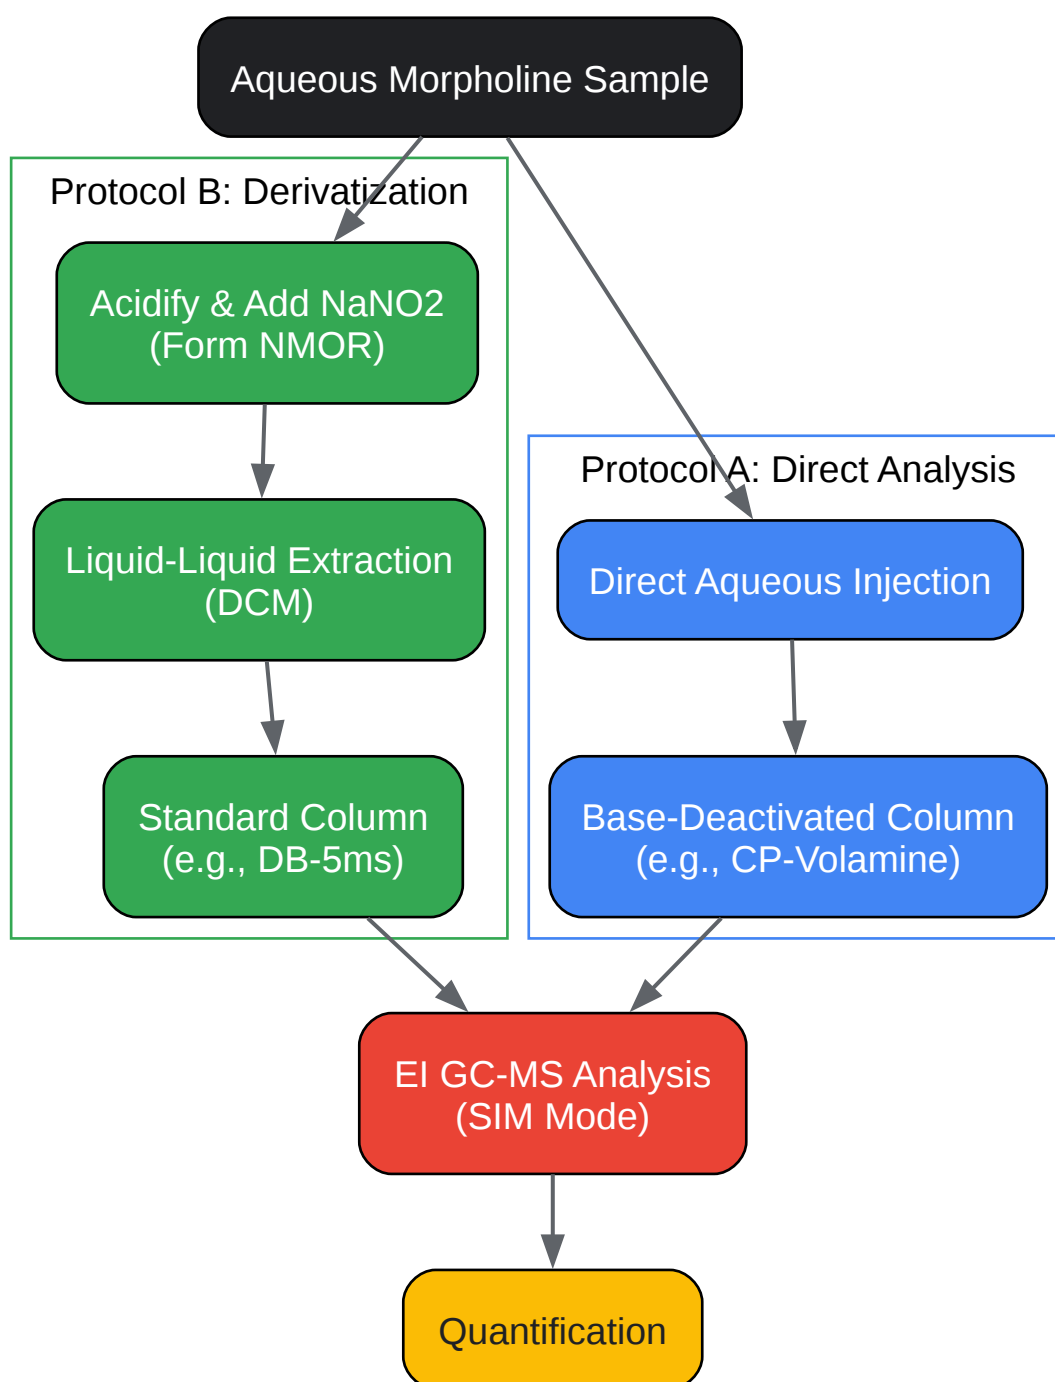 Aqueous Morpholine Sample
Protocol B: Derivatization
Acidify & Add NaNO2
(Form NMOR)
Liquid-Liquid Extraction
(DCM)
Standard Column
(e.g., DB-5ms)
Protocol A: Direct Analysis
Direct Aqueous Injection
Base-Deactivated Column
(e.g., CP-Volamine)
EI GC-MS Analysis
(SIM Mode)
Quantification